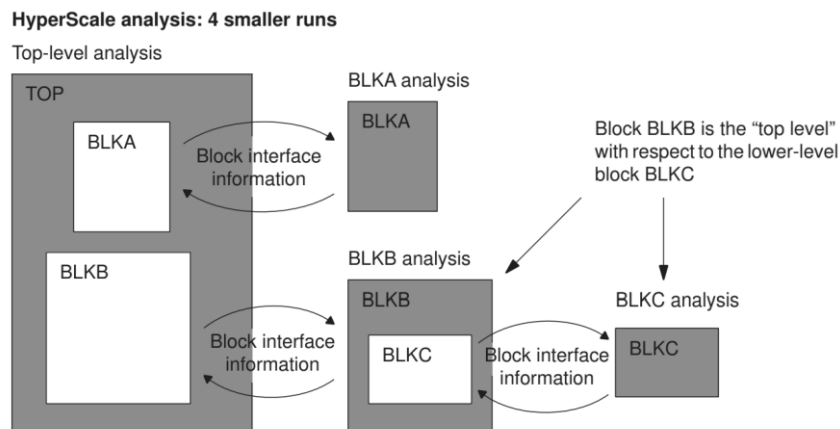 HyperScale analysis: 4 smaller runs
Top-level analysis
TOP
BLKA
Block interface
information
BLKA analysis
BLKA
Block BLKB is the “top level”
with respect to the lower-level
block BLKC
BLKB
Block interface
information
BLKB analysis
BLKB
BLKC
Block interface
information
BLKC analysis
BLKC